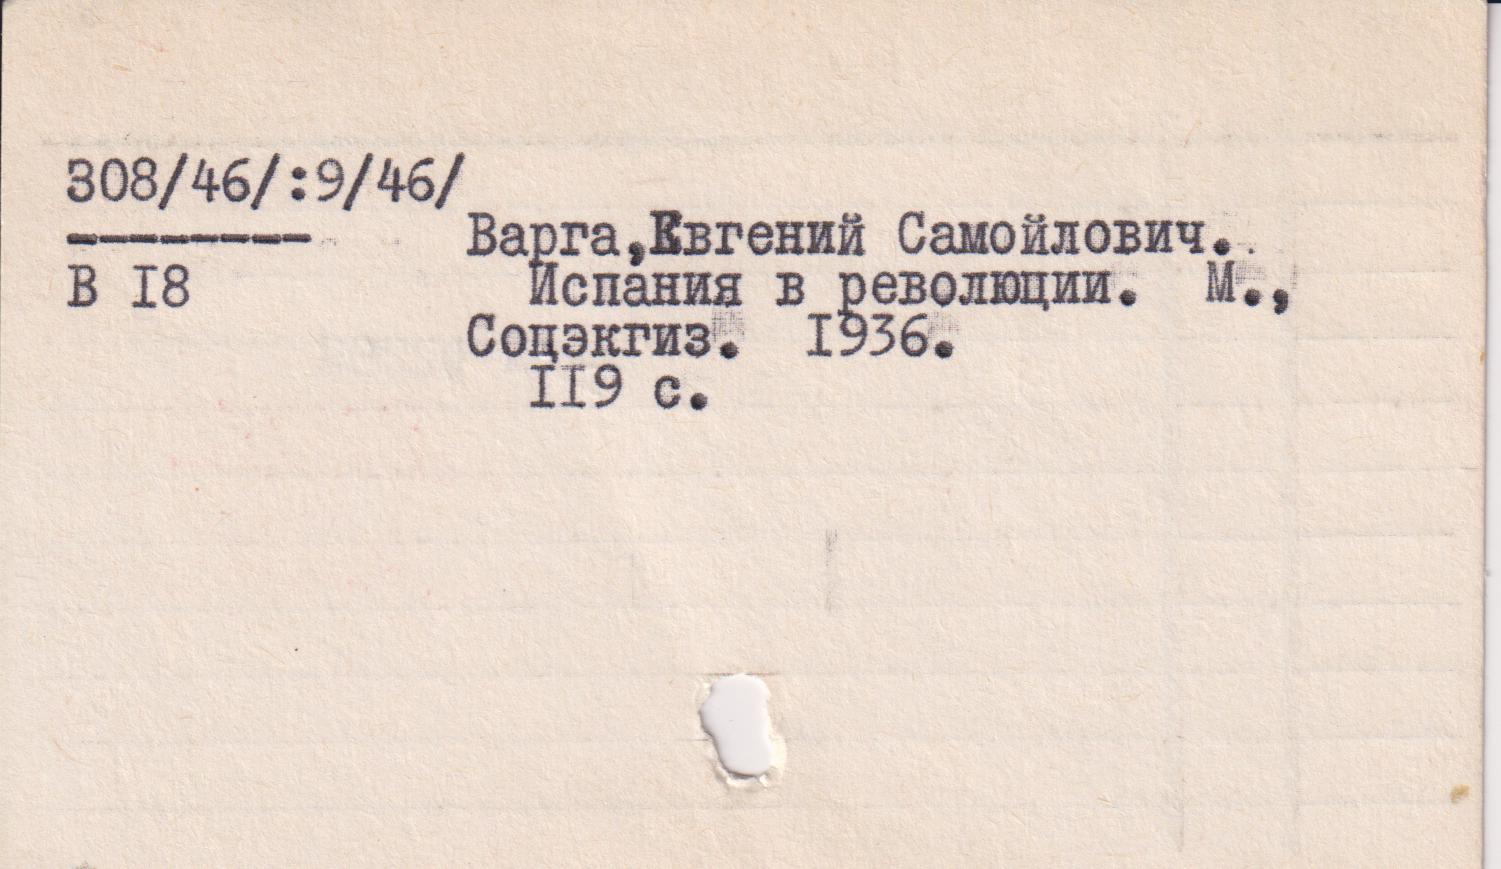 308/46/:9/46/
--------
Варга,Евгений Самойлович.
В I8
Испания в революции. М.,
Соцэкгиз. I936.
II9 с.